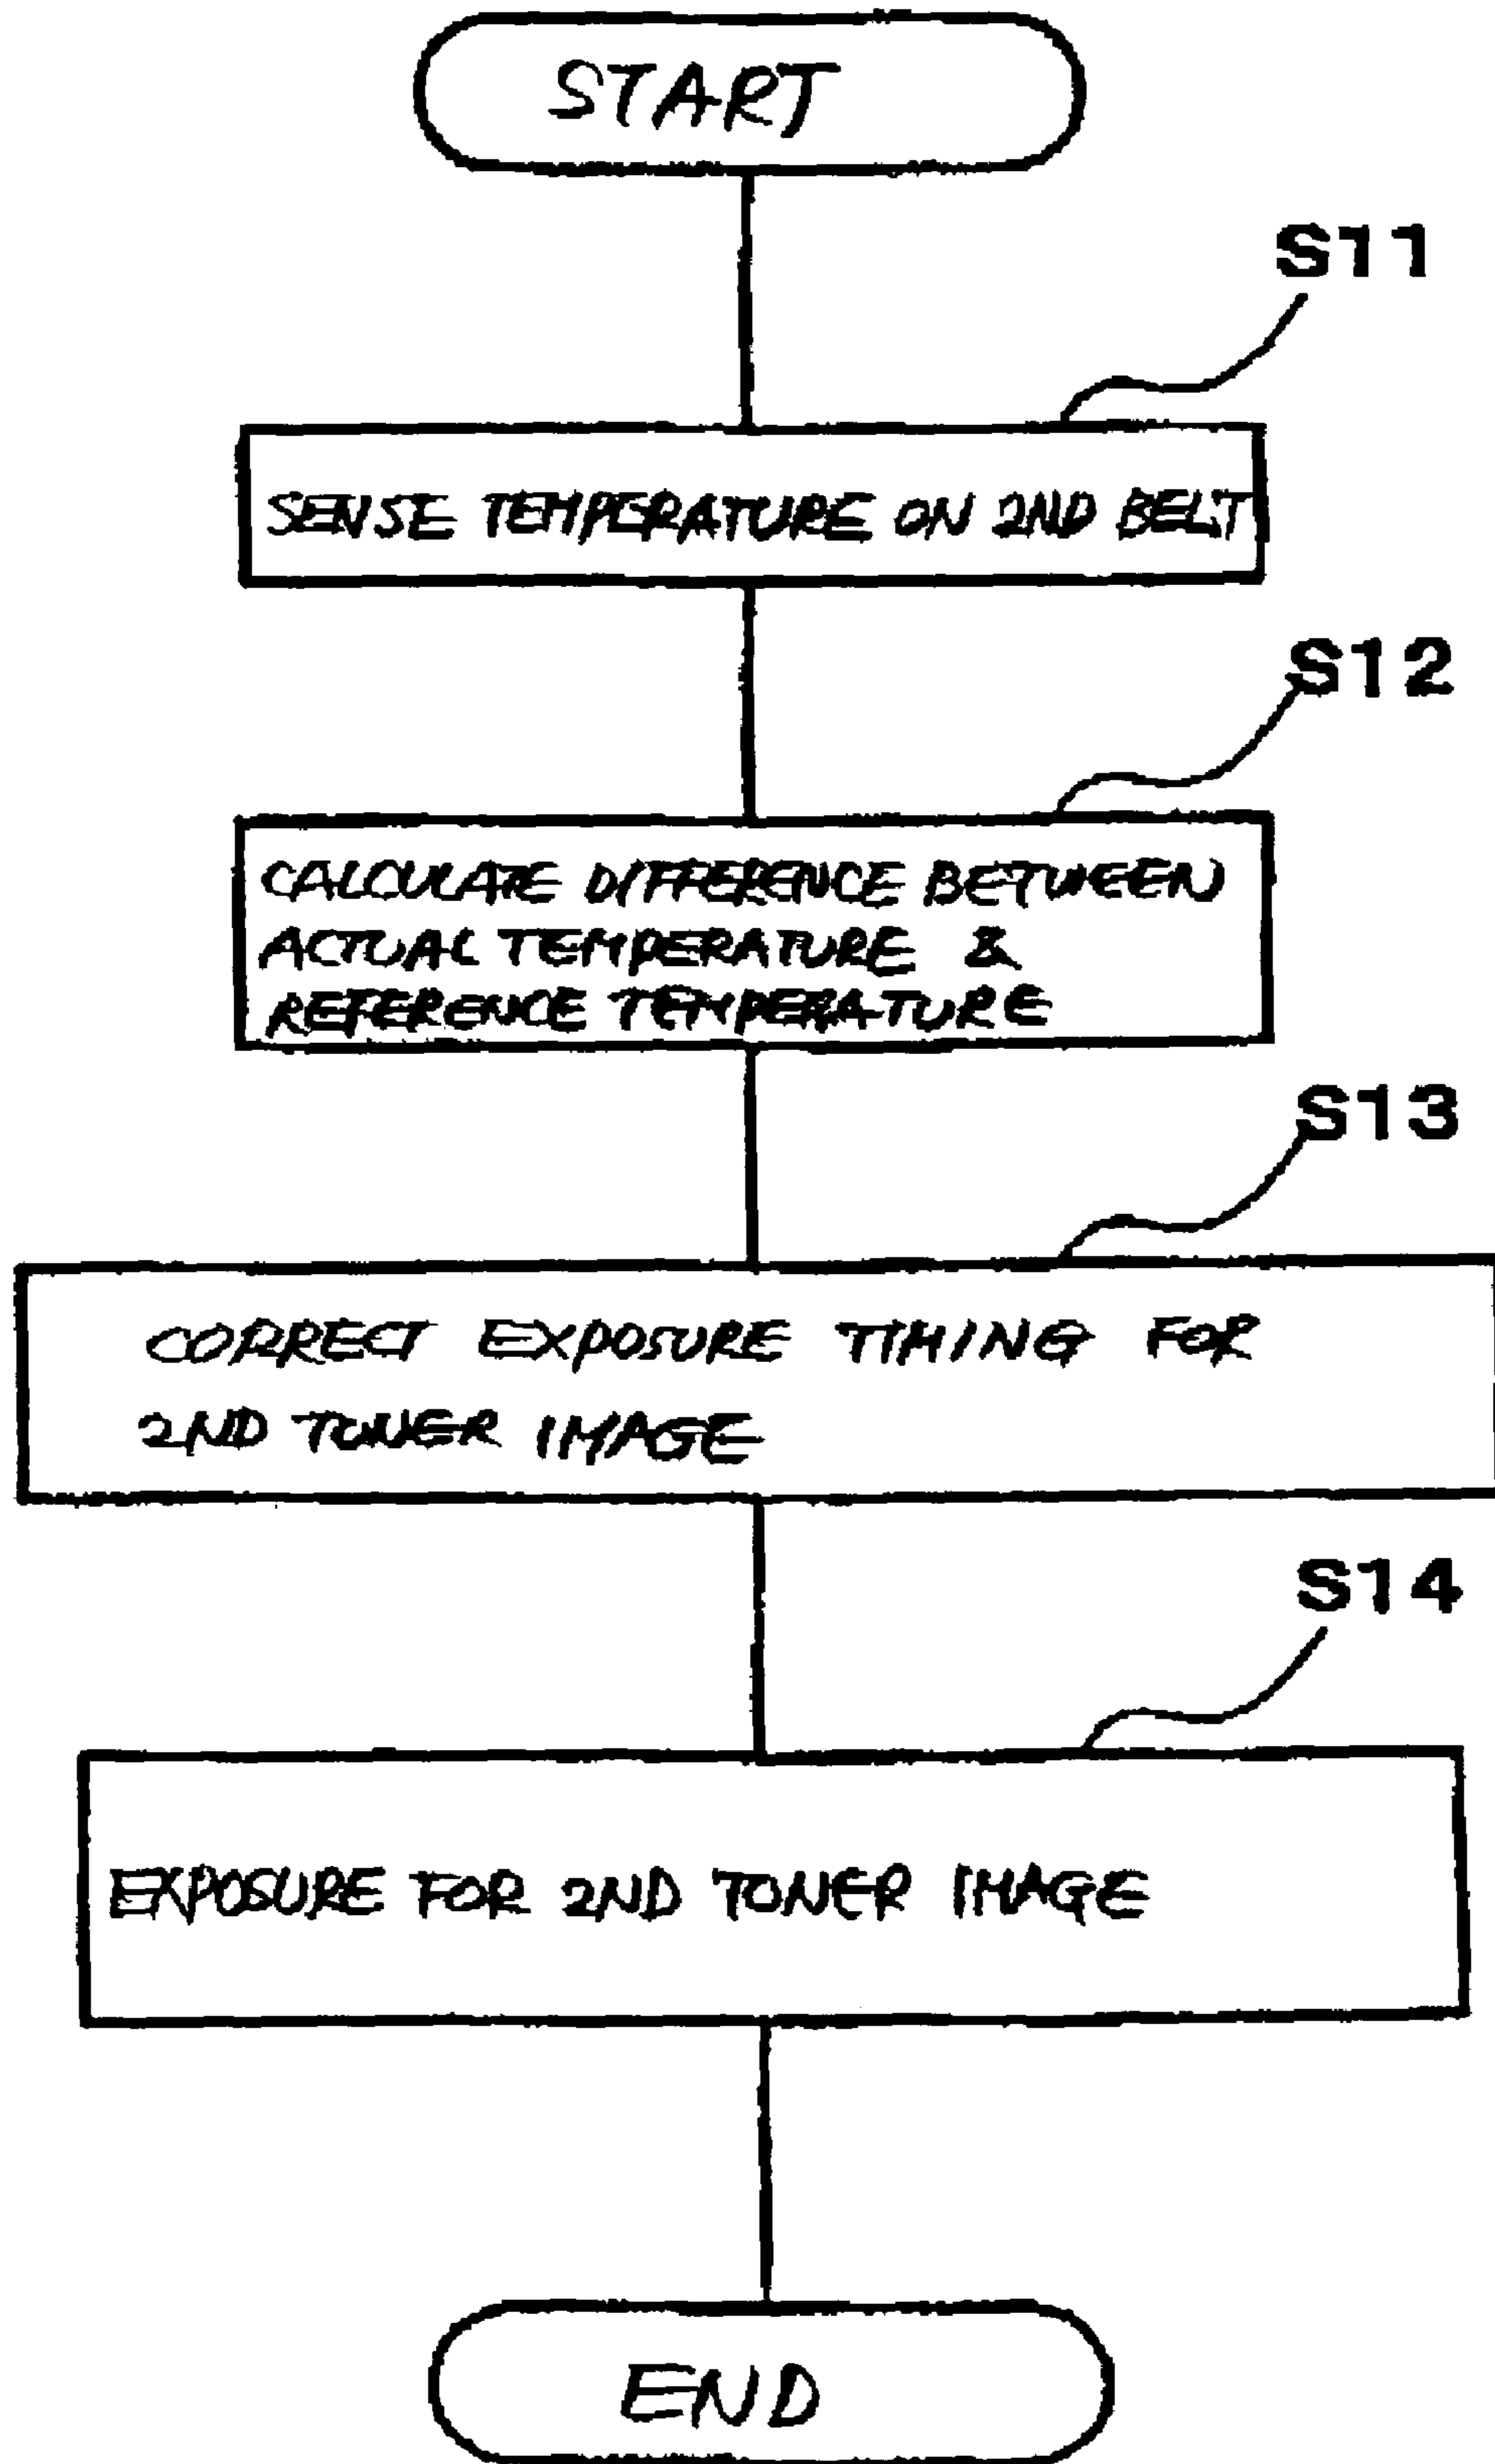 START
S11
SENSE TEMPERATURE ON 2ND BELT
S12
CALCULATE DIFFERENCE BETWEEN
ACTUAL TEMPERATURE &
REFERENCE TEMPERATURE
S13
CORRECT EXPOSURE TIMING FOR
2ND TONER IMAGE
S14
EXPOSURE FOR 2ND TONER IMAGE
END